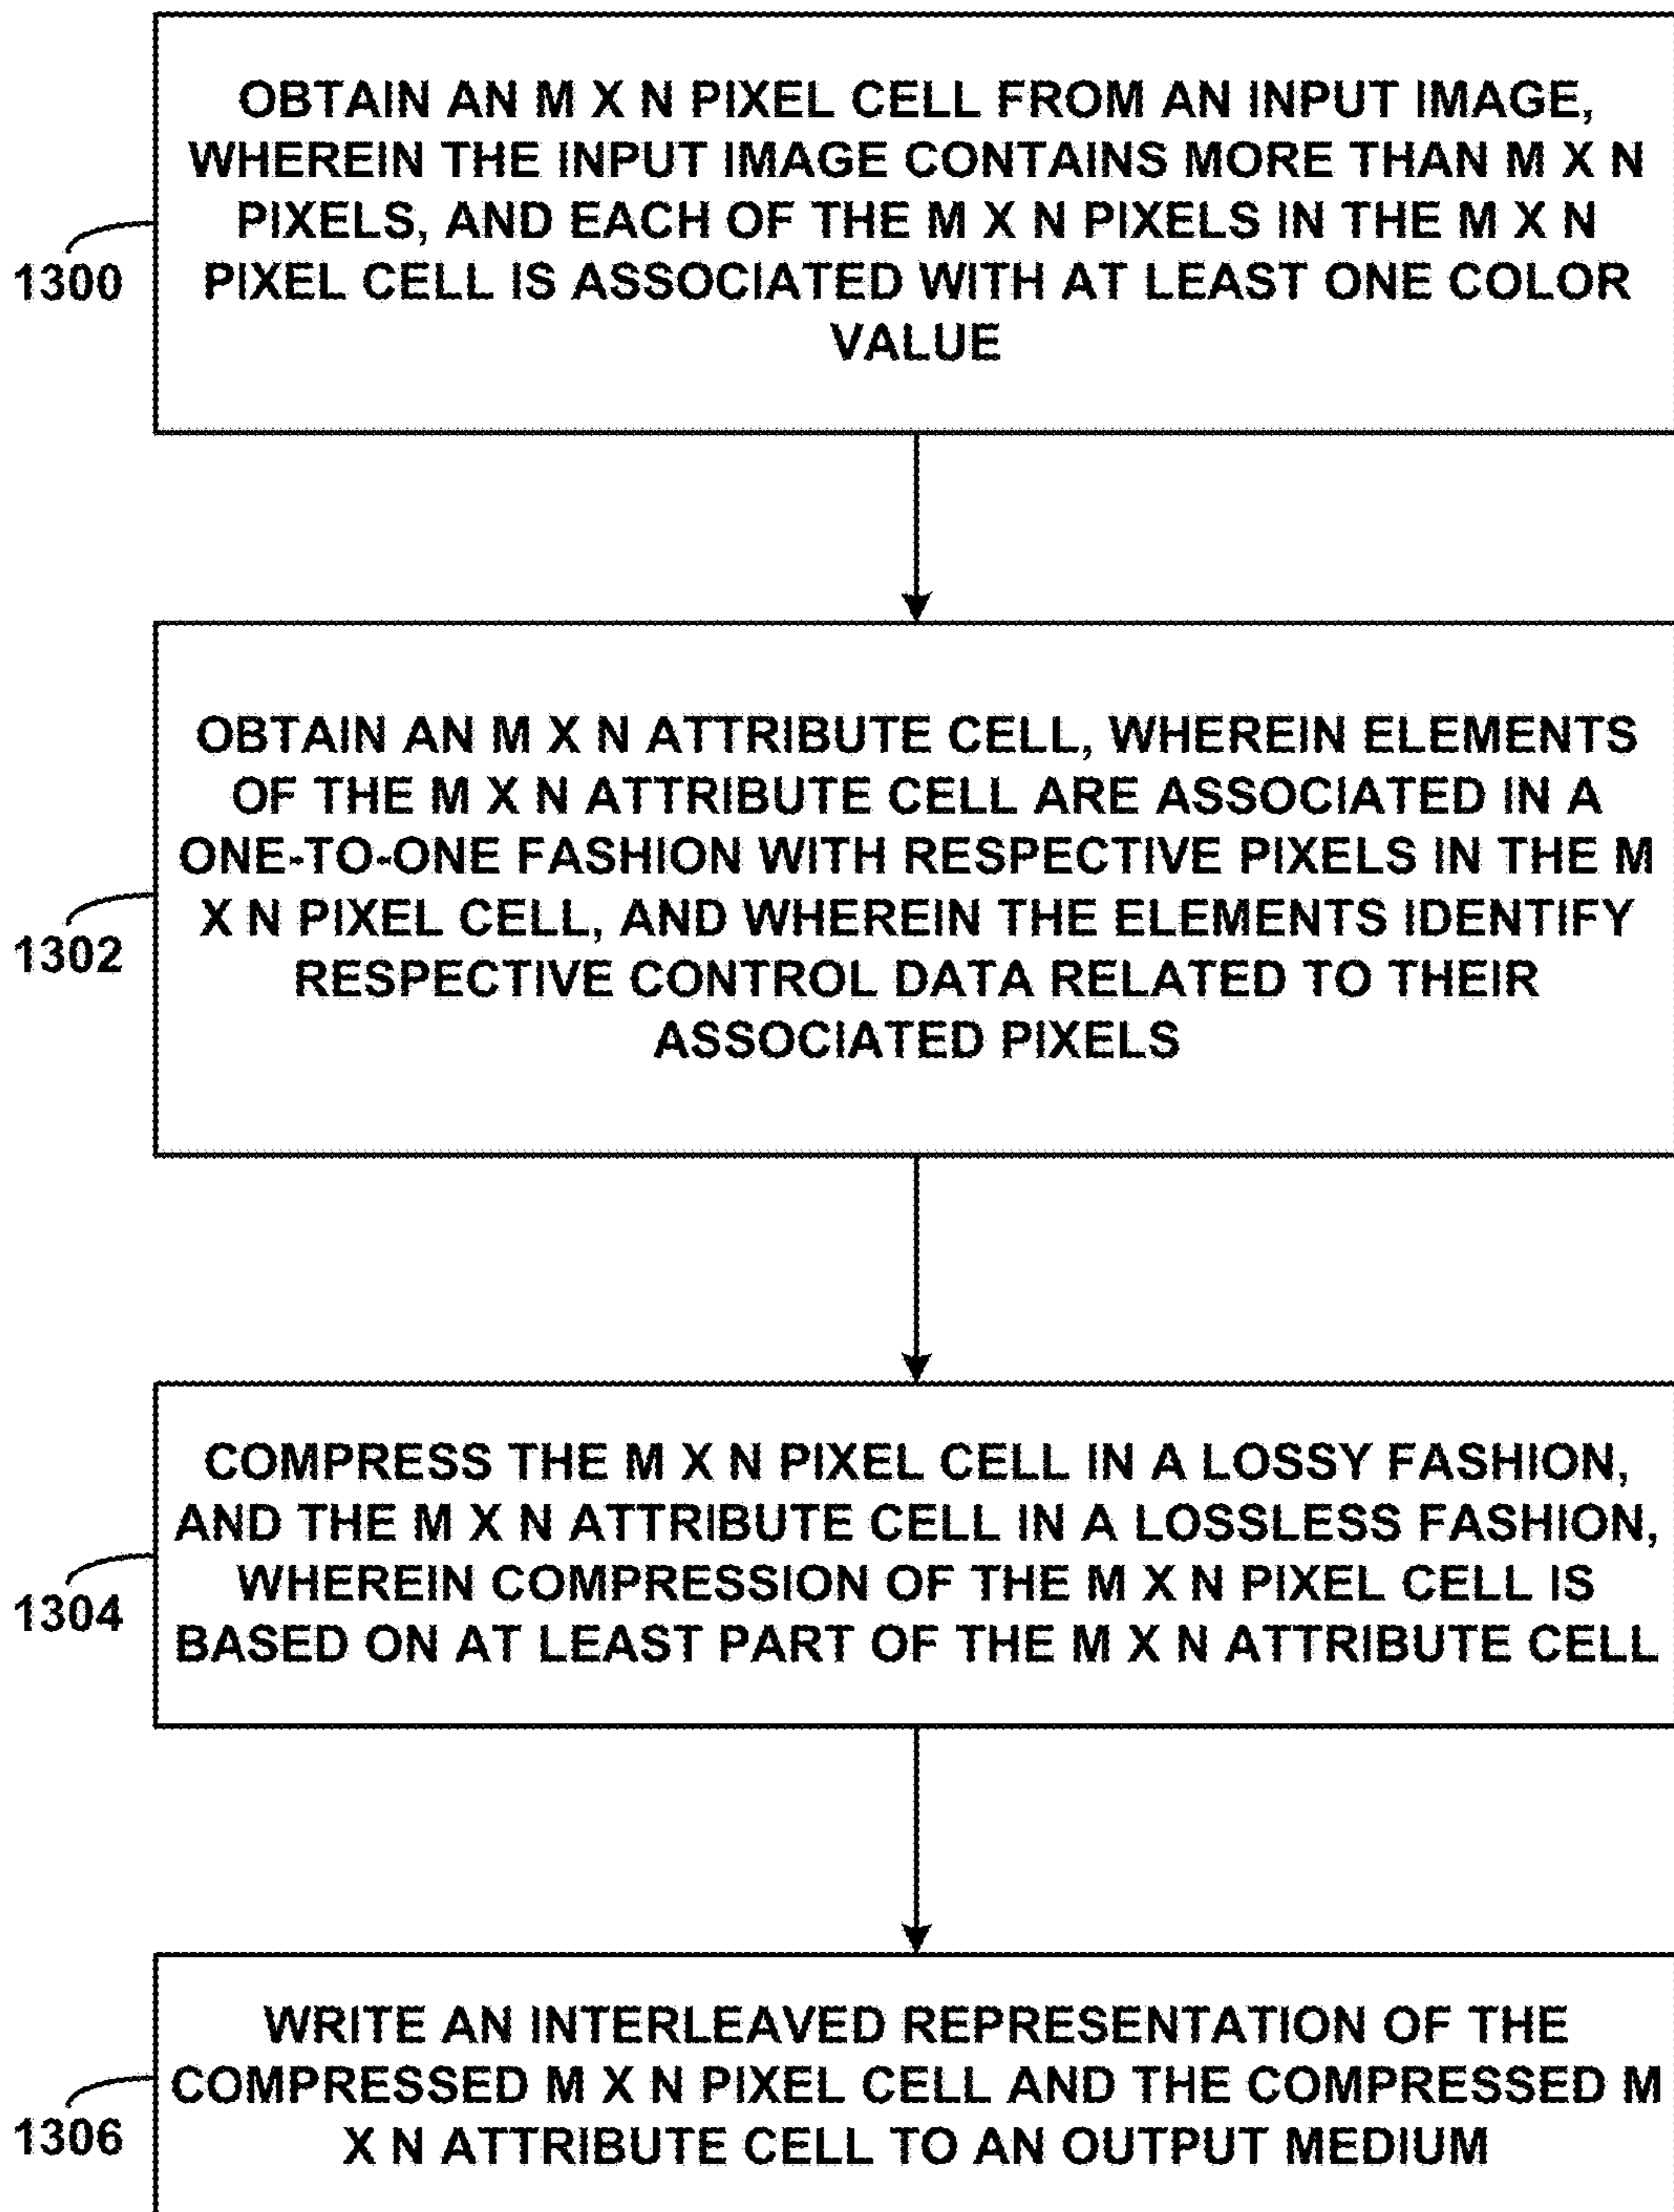 OBTAIN AN M X N PIXEL CELL FROM AN INPUT IMAGE,
WHEREIN THE INPUT IMAGE CONTAINS MORE THAN M X N
PIXELS, AND EACH OF THE M X N PIXELS IN THE M X N
PIXEL CELL IS ASSOCIATED WITH AT LEAST ONE COLOR
VALUE
1300
OBTAIN AN M X N ATTRIBUTE CELL, WHEREIN ELEMENTS
OF THE M X N ATTRIBUTE CELL ARE ASSOCIATED IN A
ONE-TO-ONE FASHION WITH RESPECTIVE PIXELS IN THE M
X N PIXEL CELL, AND WHEREIN THE ELEMENTS IDENTIFY
RESPECTIVE CONTROL DATA RELATED TO THEIR
ASSOCIATED PIXELS
1302
COMPRESS THE M X N PIXEL CELL IN A LOSSY FASHION,
AND THE M X N ATTRIBUTE CELL IN A LOSSLESS FASHION,
WHEREIN COMPRESSION OF THE M X N PIXEL CELL IS
BASED ON AT LEAST PART OF THE M X N ATTRIBUTE CELL
1304
WRITE AN INTERLEAVED REPRESENTATION OF THE
COMPRESSED M X N PIXEL CELL AND THE COMPRESSED M
X N ATTRIBUTE CELL TO AN OUTPUT MEDIUM
1306